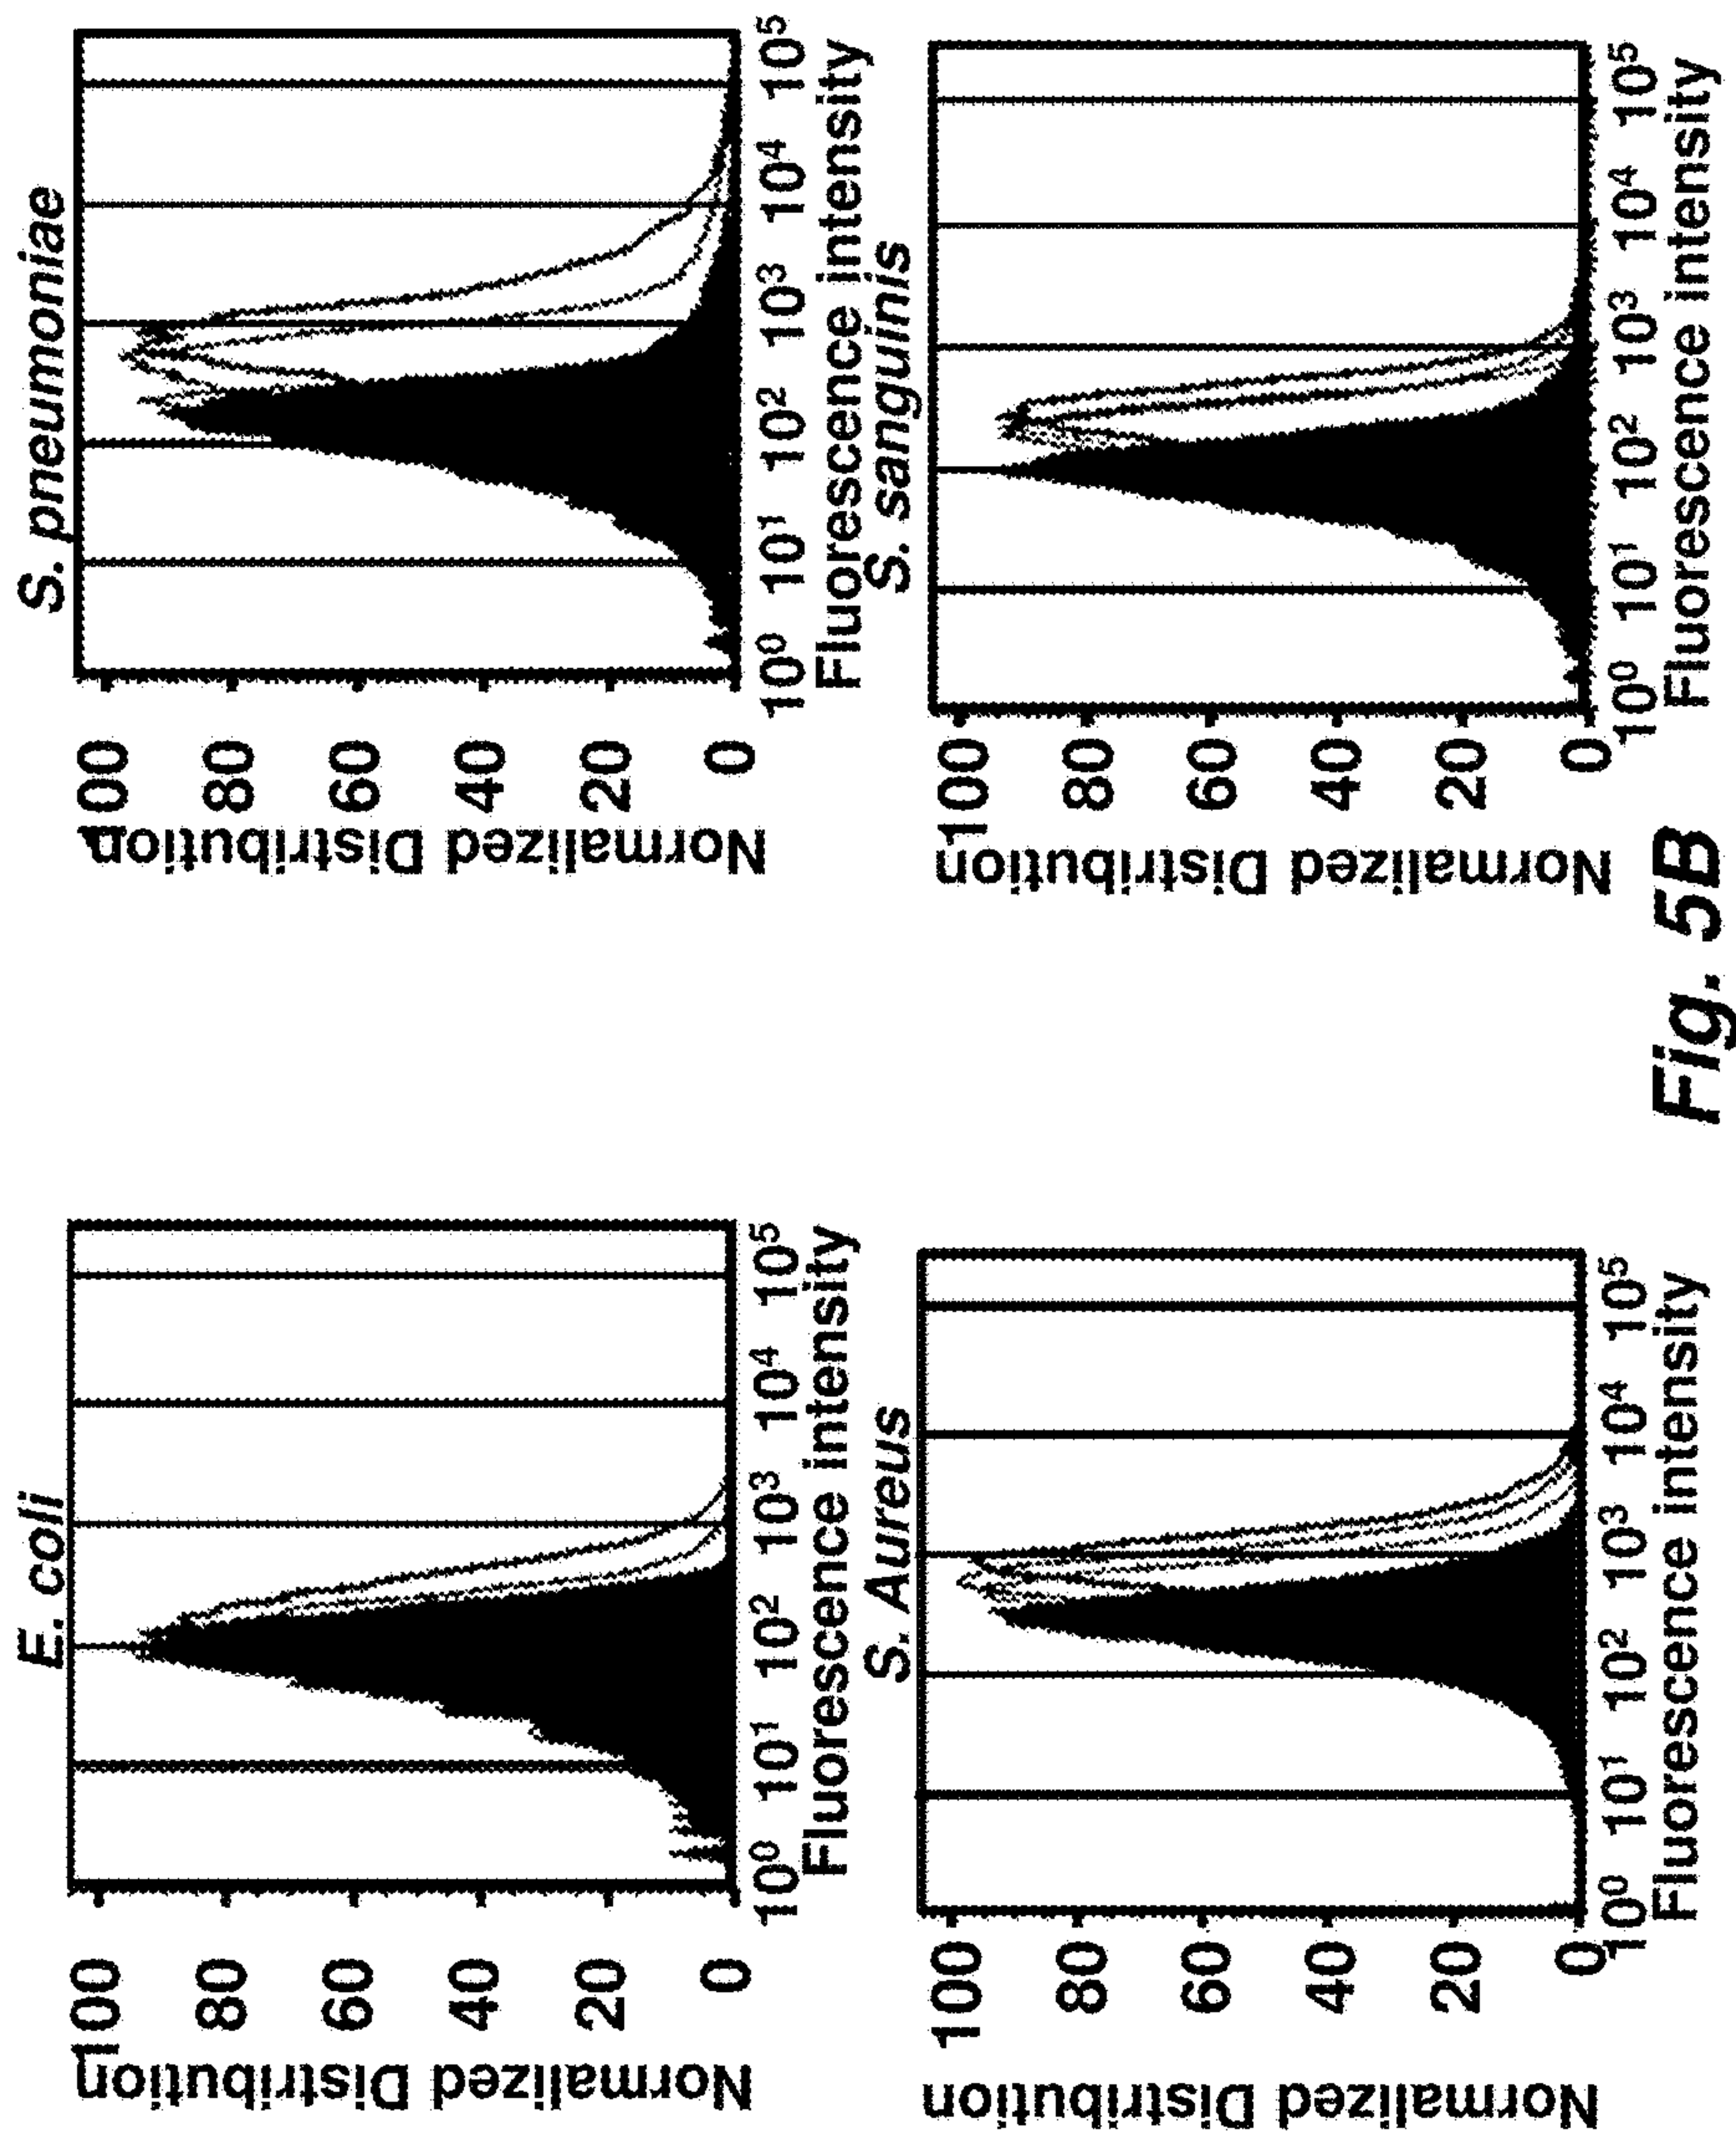 E. coli
Normalized Distribution
100
80
60
40
20
0
10⁰ 10¹ 10² 10³ 10⁴ 10⁵
Fluorescence intensity
S. pneumoniae
Normalized Distribution
100
80
60
40
20
0
10⁰ 10¹ 10² 10³ 10⁴ 10⁵
Fluorescence intensity
S. Aureus
Normalized Distribution
100
80
60
40
20
0
10⁰ 10¹ 10² 10³ 10⁴ 10⁵
Fluorescence intensity
S. sanguinis
Normalized Distribution
100
80
60
40
20
0
10⁰ 10¹ 10² 10³ 10⁴ 10⁵
Fluorescence intensity
Fig. 5B